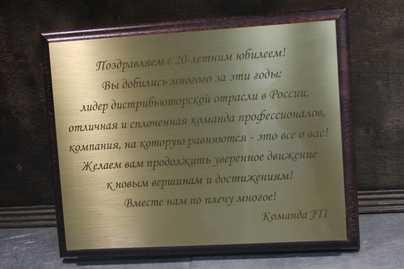 Поздравляем с 20-летним юбилеем!
Вы добились многого за эти годы:
лидер дистрибьюторской отрасли в России,
отличная и сплоченная команда профессионалов,
компания, на которую равняются - это все о вас!
Желаем вам продолжать уверенное движение
к новым вершинам и достижениям!
Вместе нам по плечу многое!
Команда